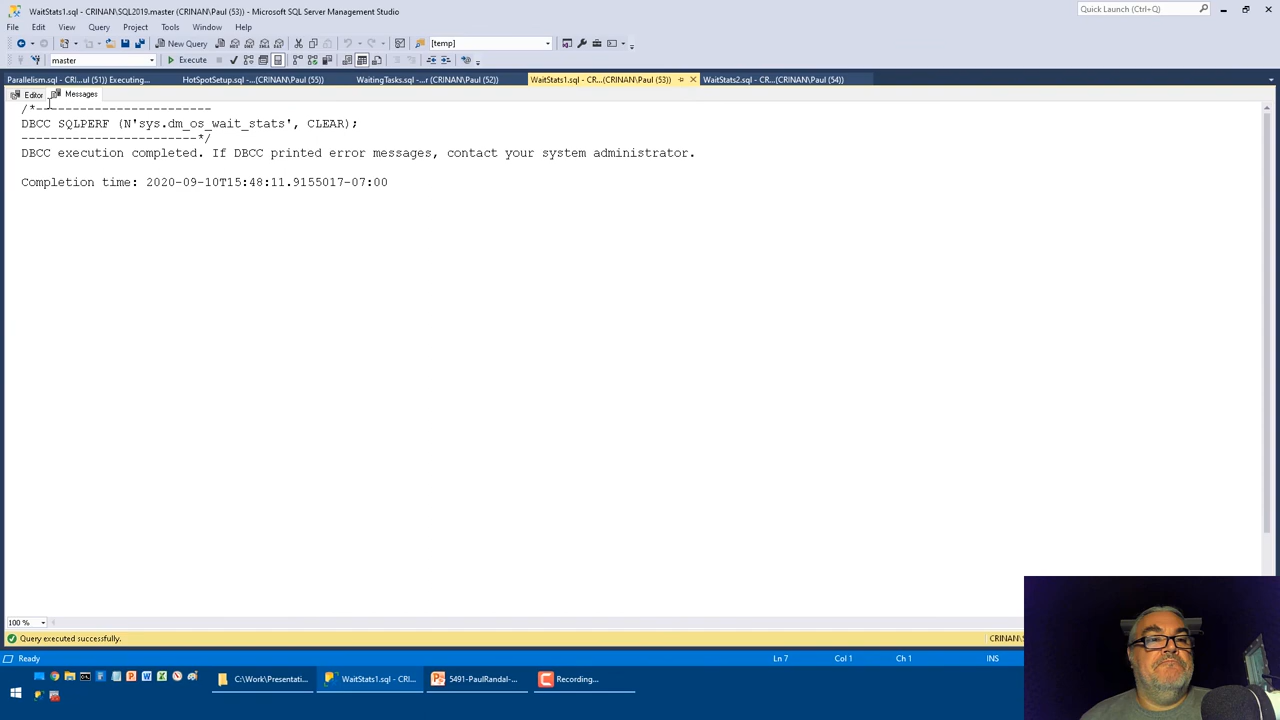 WaitStats1.sql - CRINAN\SQL2019.master (CRINAN\Paul (53)) - Microsoft SQL Server Management Studio
Quick Launch (Ctrl+Q)
File Edit View Query Project Tools Window Help
New Query
[temp]
master
Execute
Parallelism.sql - CRI...ul (51)) Executing...
HotSpotSetup.sql -...(CRINAN\Paul (55))
WaitingTasks.sql -...r (CRINAN\Paul (52))
WaitStats1.sql - CR...(CRINAN\Paul (53))
WaitStats2.sql - C...(CRINAN\Paul (54))
Editor Messages
/*------------------------
DBCC SQLPERF (N'sys.dm_os_wait_stats', CLEAR);
------------------------*/
DBCC execution completed. If DBCC printed error messages, contact your system administrator.
Completion time: 2020-09-10T15:48:11.9155017-07:00
100 %
Query executed successfully.
Ready
Ln 7
Col 1
Ch 1
INS
C:\Work\Presentati...
WaitStats1.sql - CRI...
5491-PaulRandal-...
Recording...